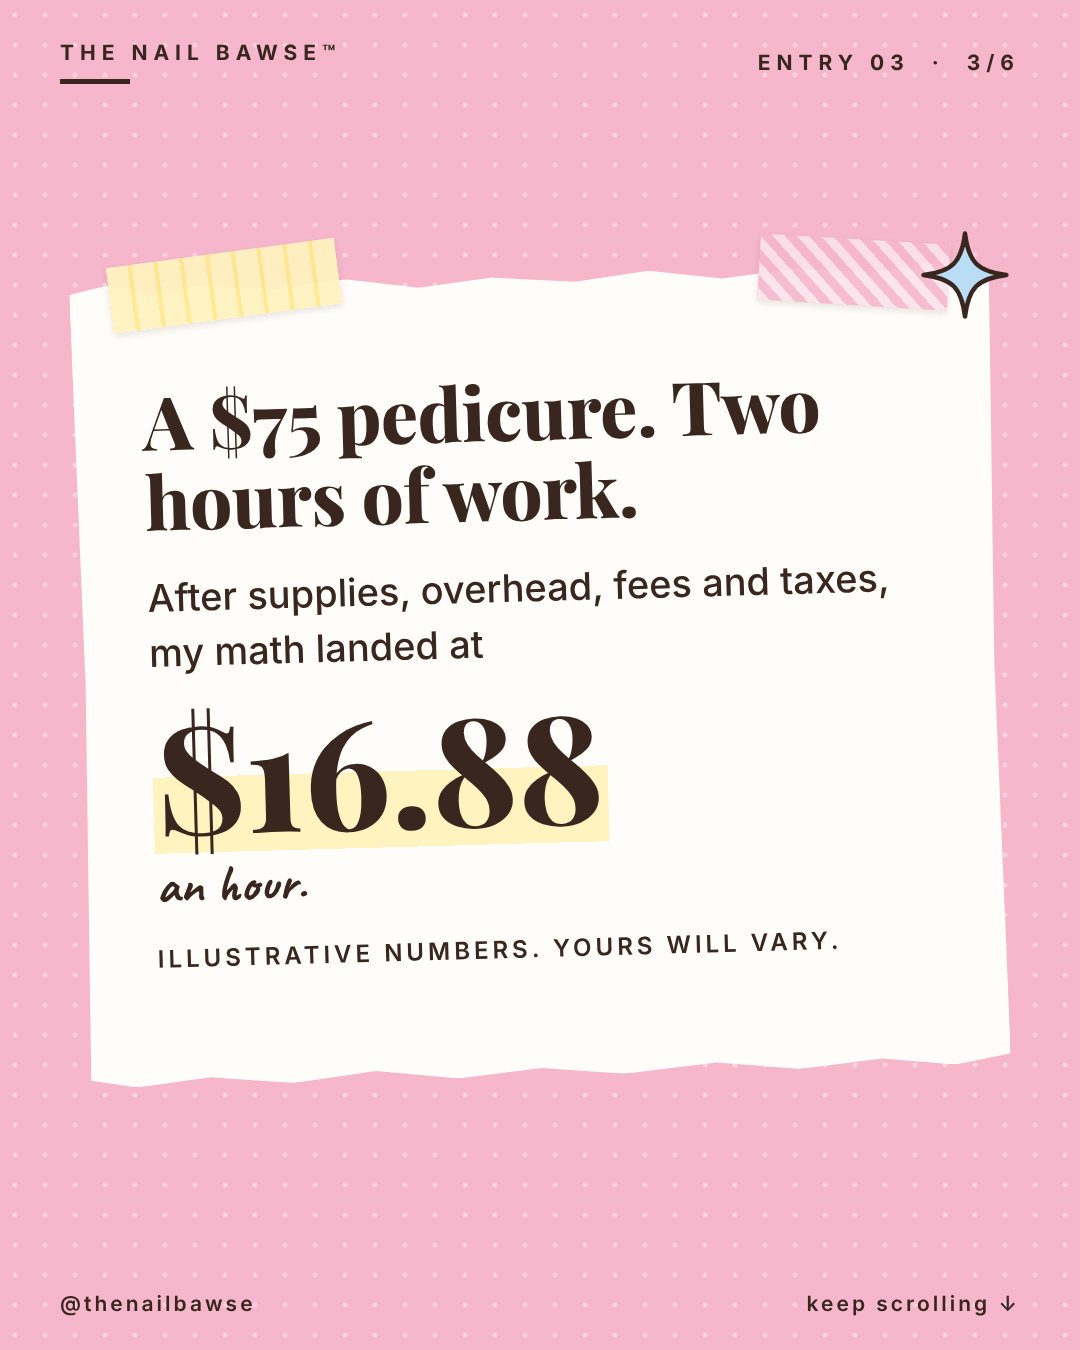 THE NAIL BAWSE™
ENTRY 03 · 3/6
A $75 pedicure. Two
hours of work.
After supplies, overhead, fees and taxes,
my math landed at
$16.88
an hour.
ILLUSTRATIVE NUMBERS. YOURS WILL VARY.
@thenailbawse
keep scrolling ↓